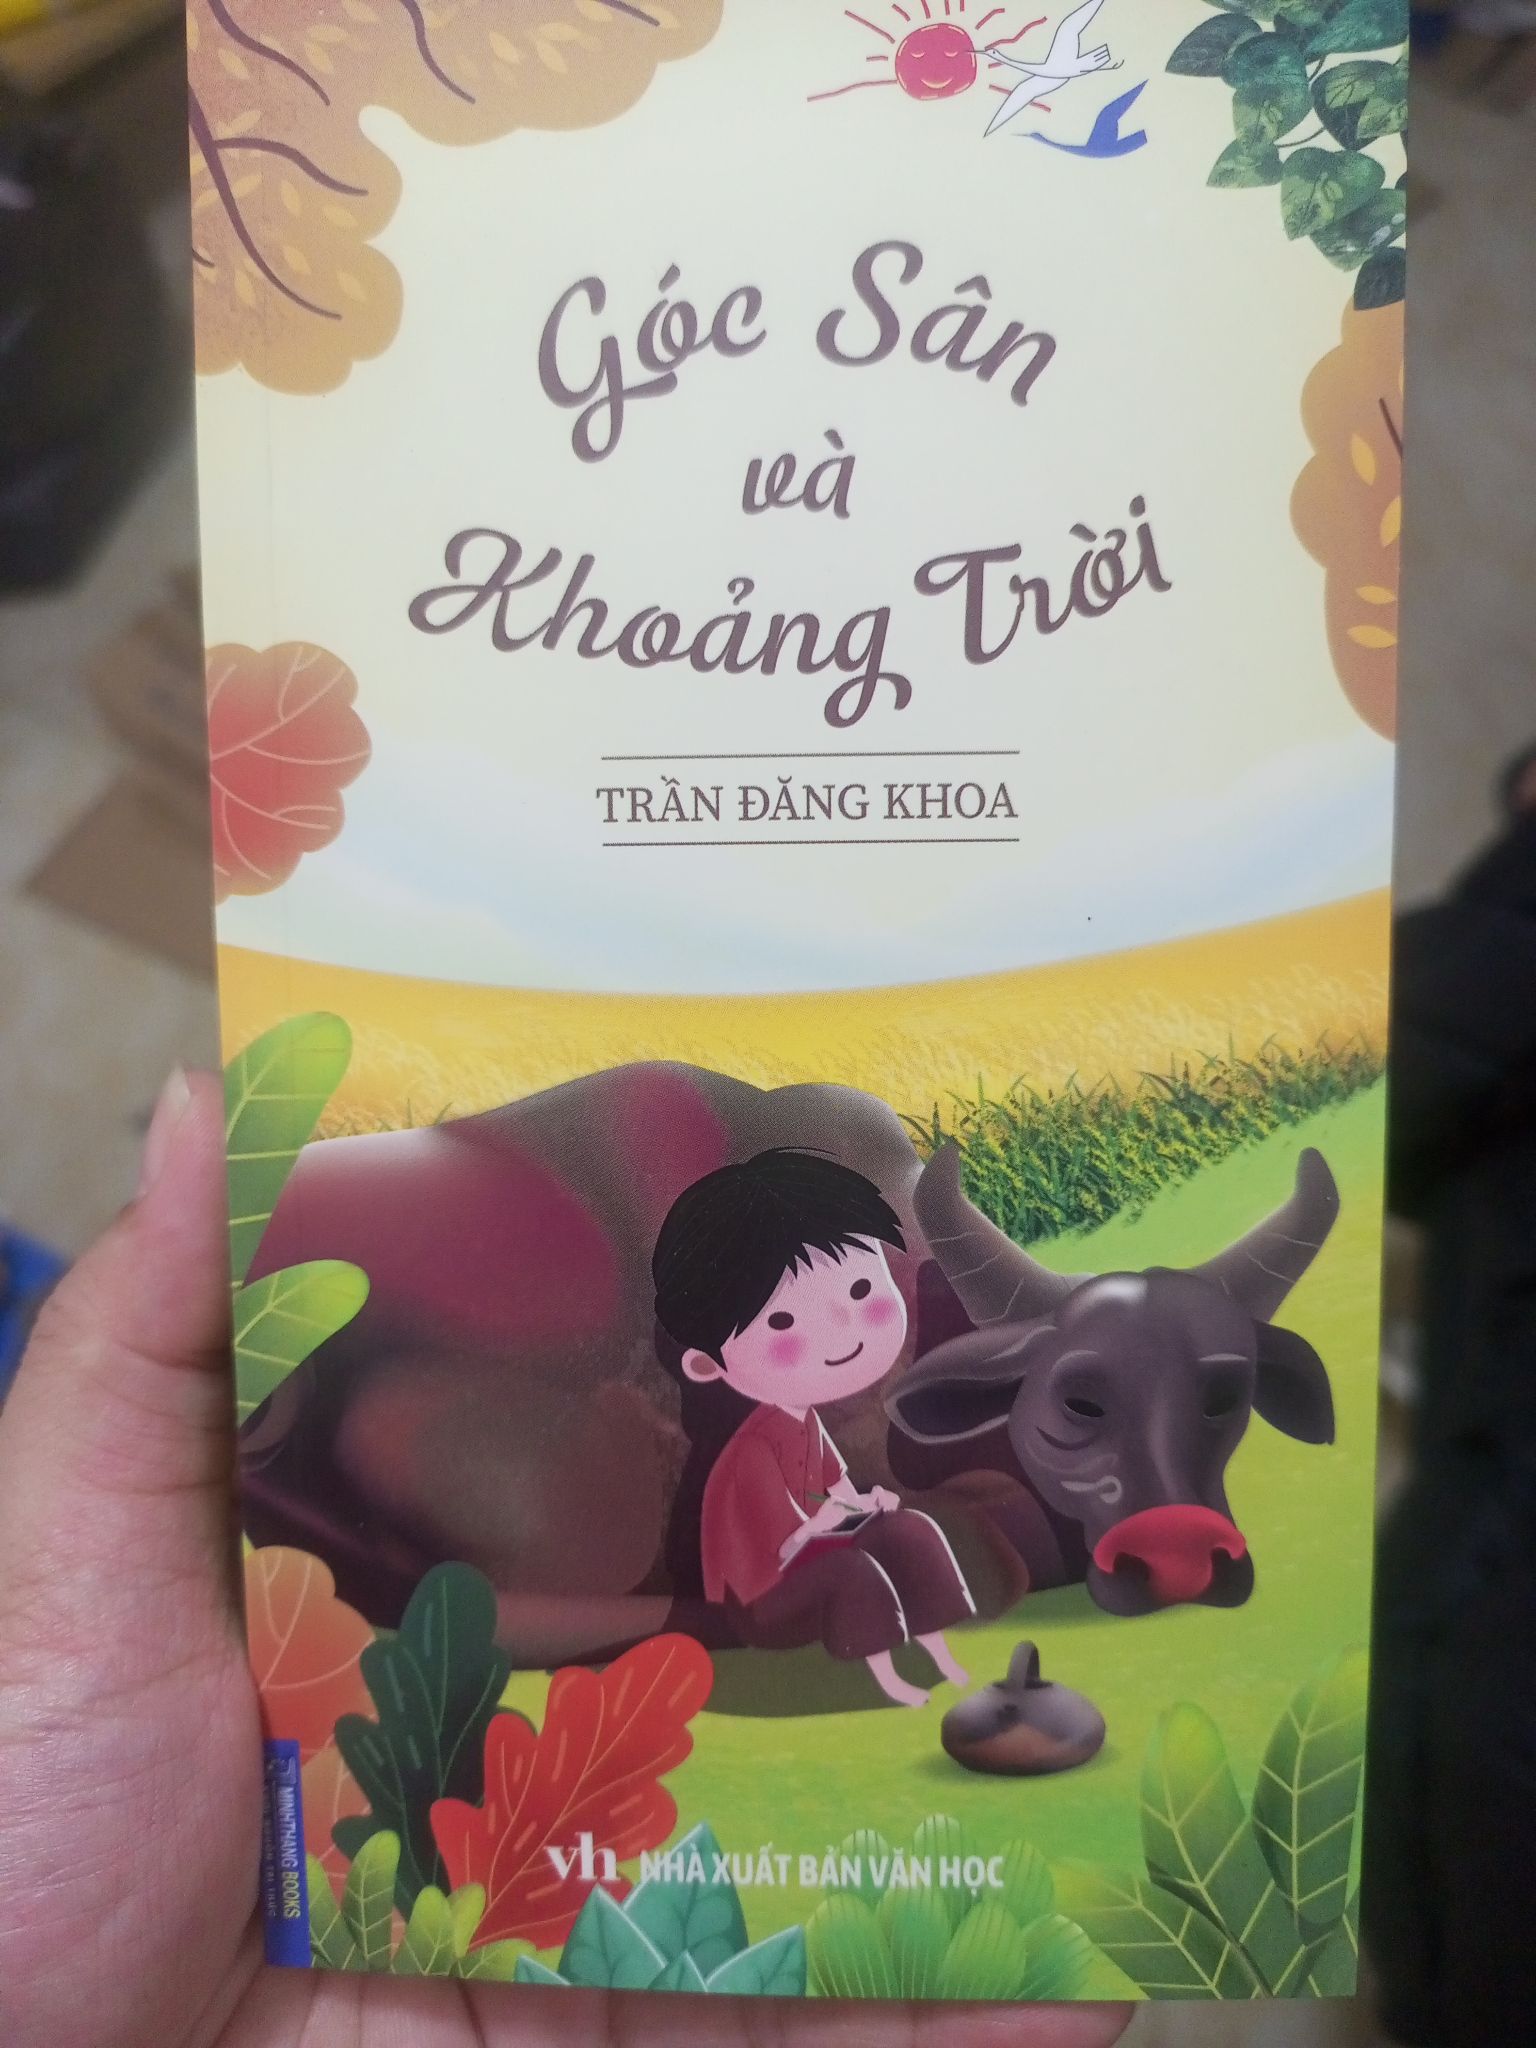 Góc Sân
và
Khoảng Trời
TRẦN ĐĂNG KHOA
MINHTHANG BOOKS
vh NHÀ XUẤT BẢN VĂN HỌC